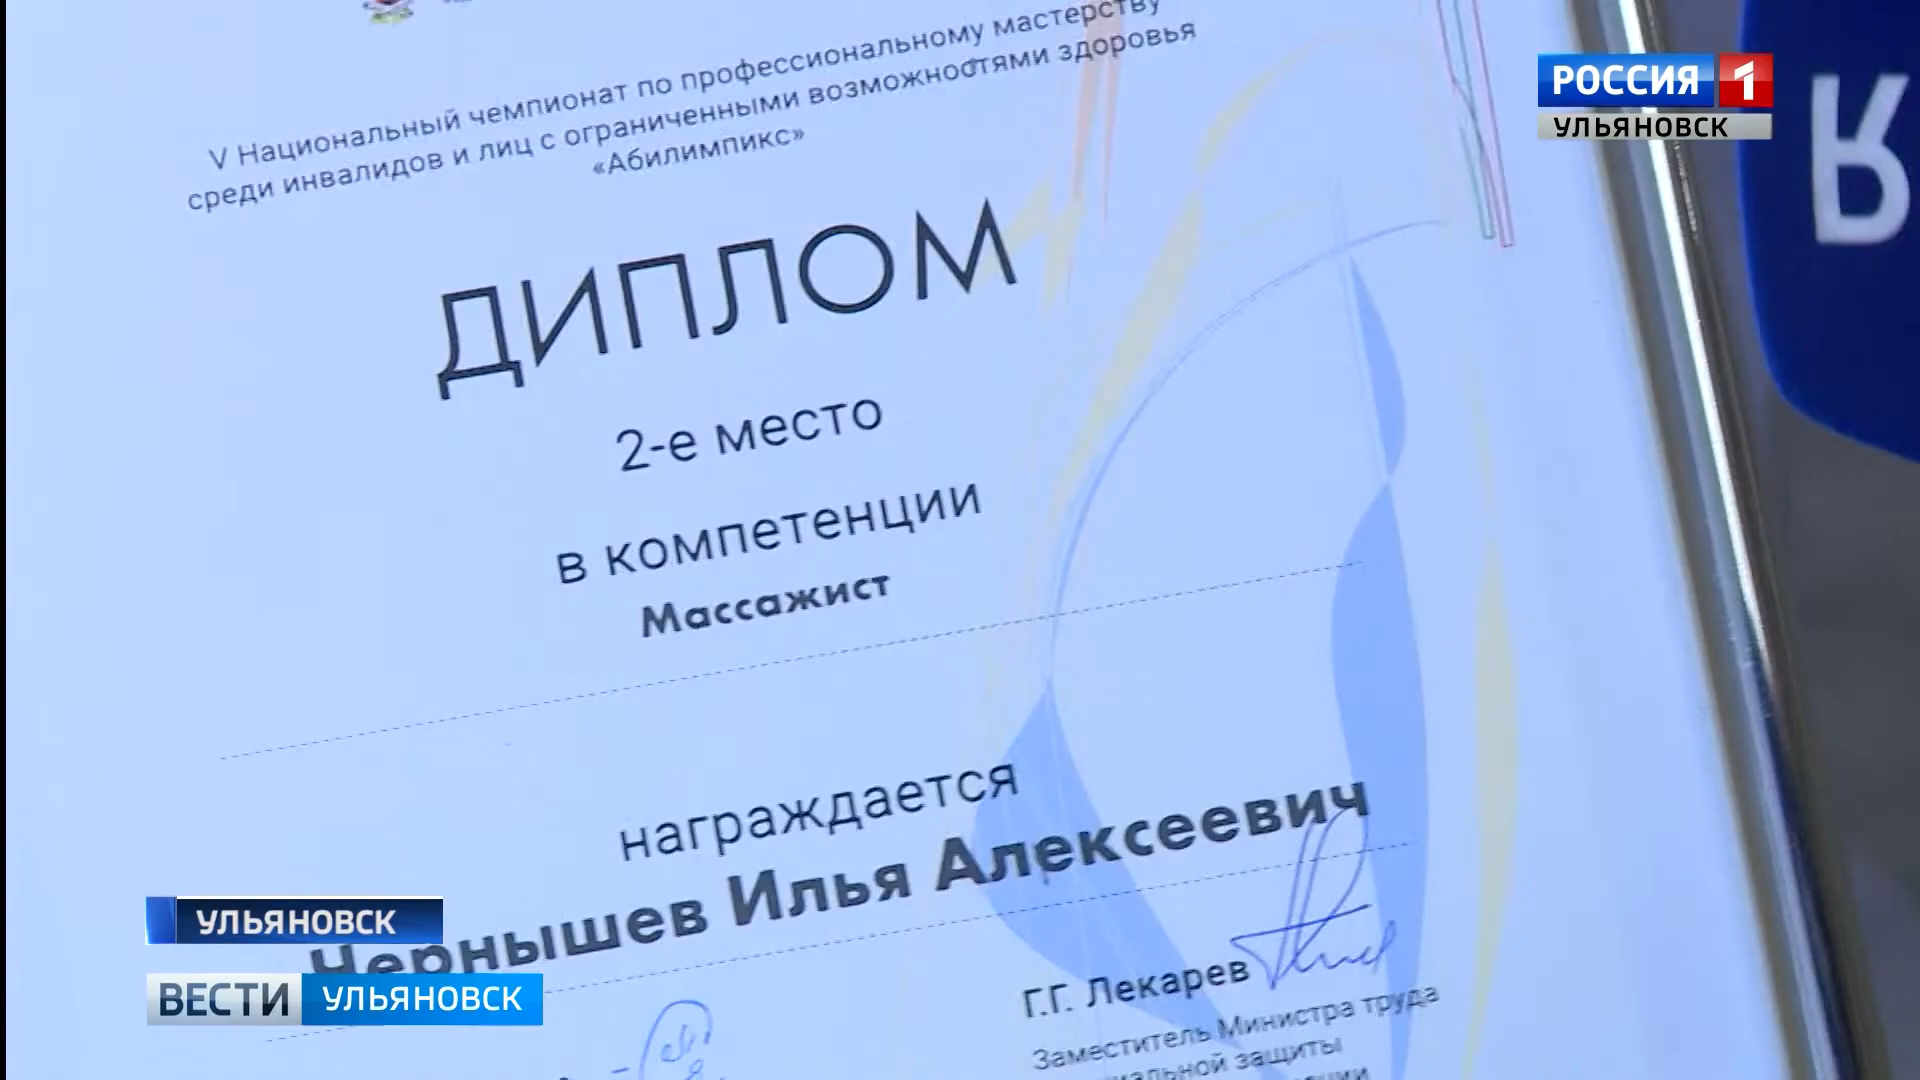 V Национальный чемпионат по профессиональному мастерству
среди инвалидов и лиц с ограниченными возможностями здоровья
«Абилимпикс»
РОССИЯ 1
УЛЬЯНОВСК
R
ДИПЛОМ
2-е место
в компетенции
Массажист
награждается
Чернышев Илья Алексеевич
УЛЬЯНОВСК
ВЕСТИ УЛЬЯНОВСК
Г.Г. Лекарев
Заместитель Министра труда
защиты